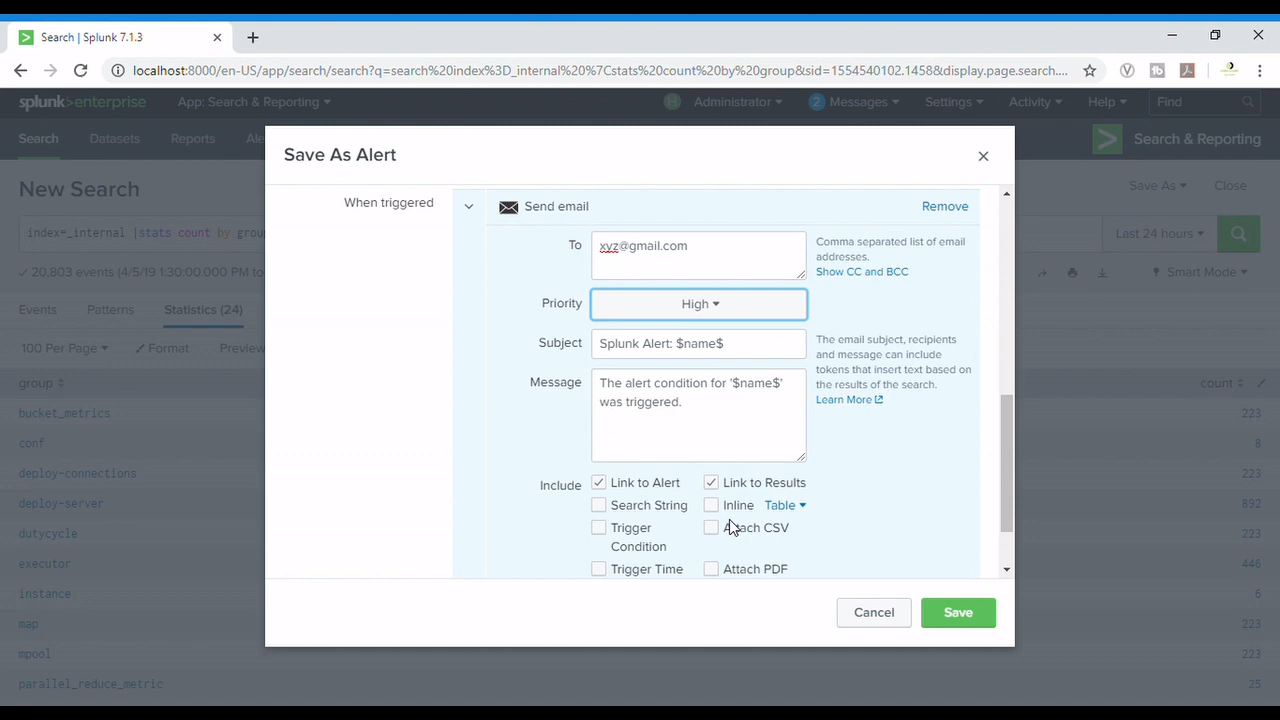 Search | Splunk 7.1.3
localhost:8000/en-US/app/search/search?q=search%20index%3D_internal%20%7Cstats%20count%20by%20group&sid=1554540102.1458&display.page.search....
splunk>enterprise App: Search & Reporting Administrator 2 Messages Settings Activity Help Find
Search Datasets Reports Ale
Search & Reporting
New Search Save As Close
index=_internal |stats count by grou Last 24 hours
20,803 events (4/5/19 1:30:00.000 PM Smart Mode
Events Patterns Statistics (24)
100 Per Page Format Preview
group count
bucket_metrics 223
conf 8
deploy-connections 223
deploy-server 892
dutycycle 223
executor 446
instance 6
map 223
mpool 223
parallel_reduce_metric 25
Save As Alert
When triggered
Send email Remove
To xyz@gmail.com
Comma separated list of email
addresses.
Show CC and BCC
Priority High
Subject Splunk Alert: $name$
The email subject, recipients
and message can include
tokens that insert text based on
the results of the search.
Learn More
Message The alert condition for '$name$'
was triggered.
Include Link to Alert Link to Results
Search String Inline Table
Trigger Attach CSV
Condition
Trigger Time Attach PDF
Cancel Save